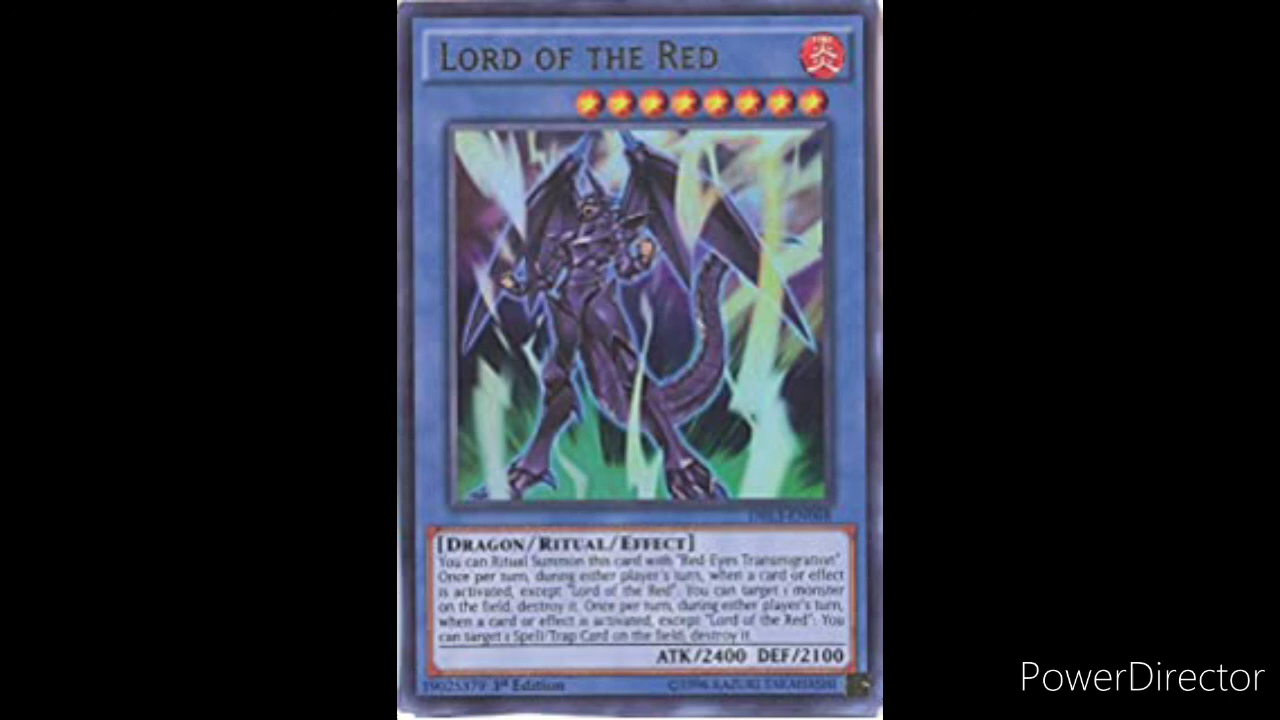 LORD OF THE RED
炎
[DRAGON/RITUAL/EFFECT]
You can Ritual Summon this card with "Red-Eyes Transmigration".
Once per turn, during either player's turn, when a card or effect
is activated, except "Lord of the Red": You can target 1 monster
on the field; destroy it. Once per turn, during either player's turn,
when a card or effect is activated, except "Lord of the Red": You
can target 1 Spell/Trap Card on the field; destroy it.
ATK/2400 DEF/2100
19025379 1st Edition
©1996 KAZUKI TAKAHASHI
PowerDirector